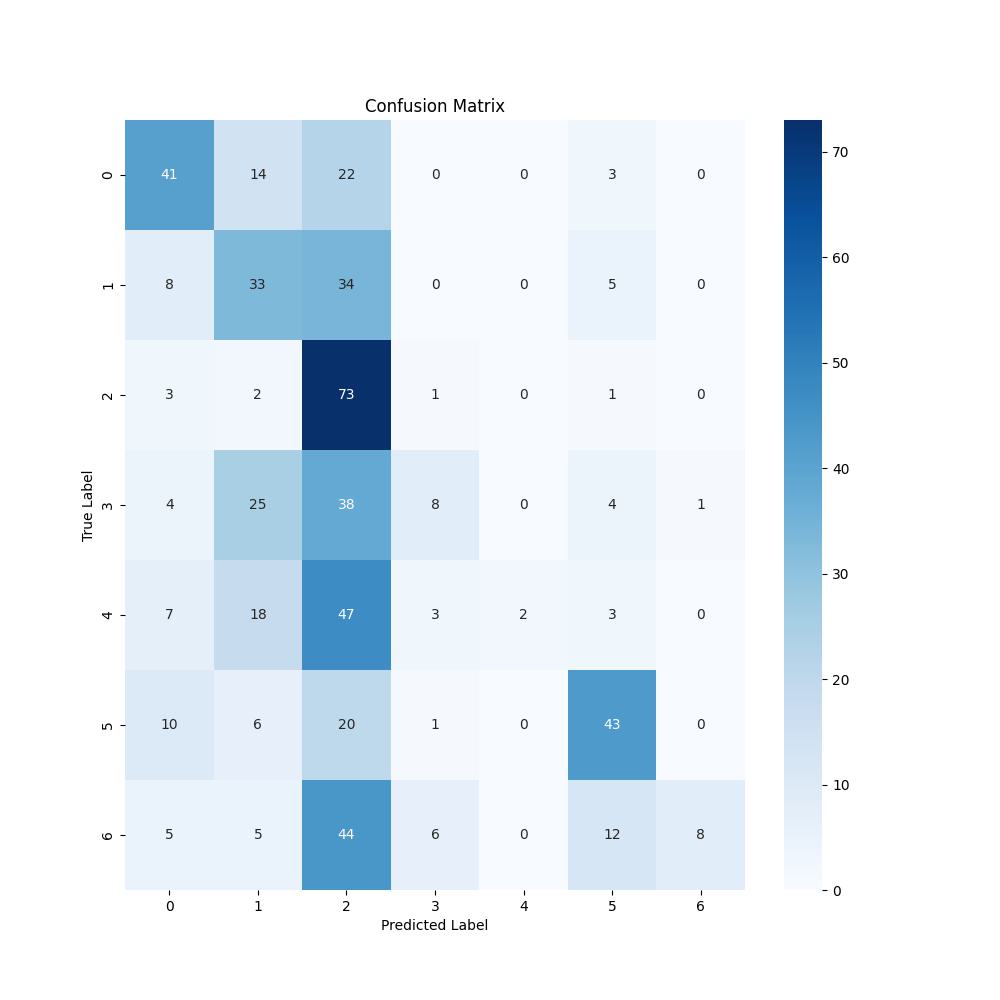 Confusion Matrix
0 41 14 22 0 0 3 0
1 8 33 34 0 0 5 0
2 3 2 73 1 0 1 0
3 4 25 38 8 0 4 1
4 7 18 47 3 2 3 0
5 10 6 20 1 0 43 0
6 5 5 44 6 0 12 8
0 1 2 3 4 5 6
True Label
Predicted Label
70
60
50
40
30
20
10
0